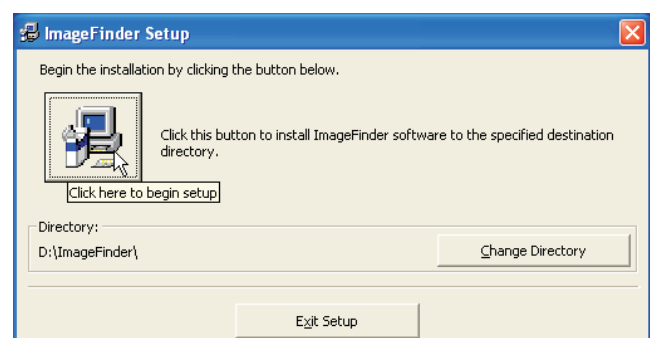 ImageFinder Setup
Begin the installation by clicking the button below.
Click this button to install ImageFinder software to the specified destination
directory.
Click here to begin setup
Directory:
D:\ImageFinder\
Change Directory
Exit Setup